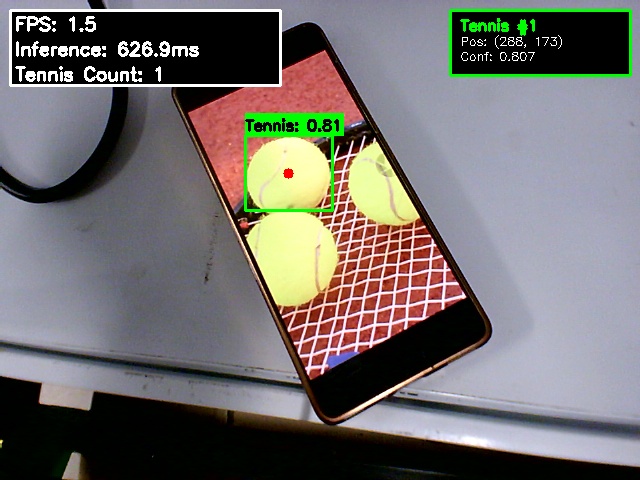 FPS: 1.5
Inference: 626.9ms
Tennis Count: 1
Tennis #1
Pos: (288, 173)
Conf: 0.807
Tennis: 0.81